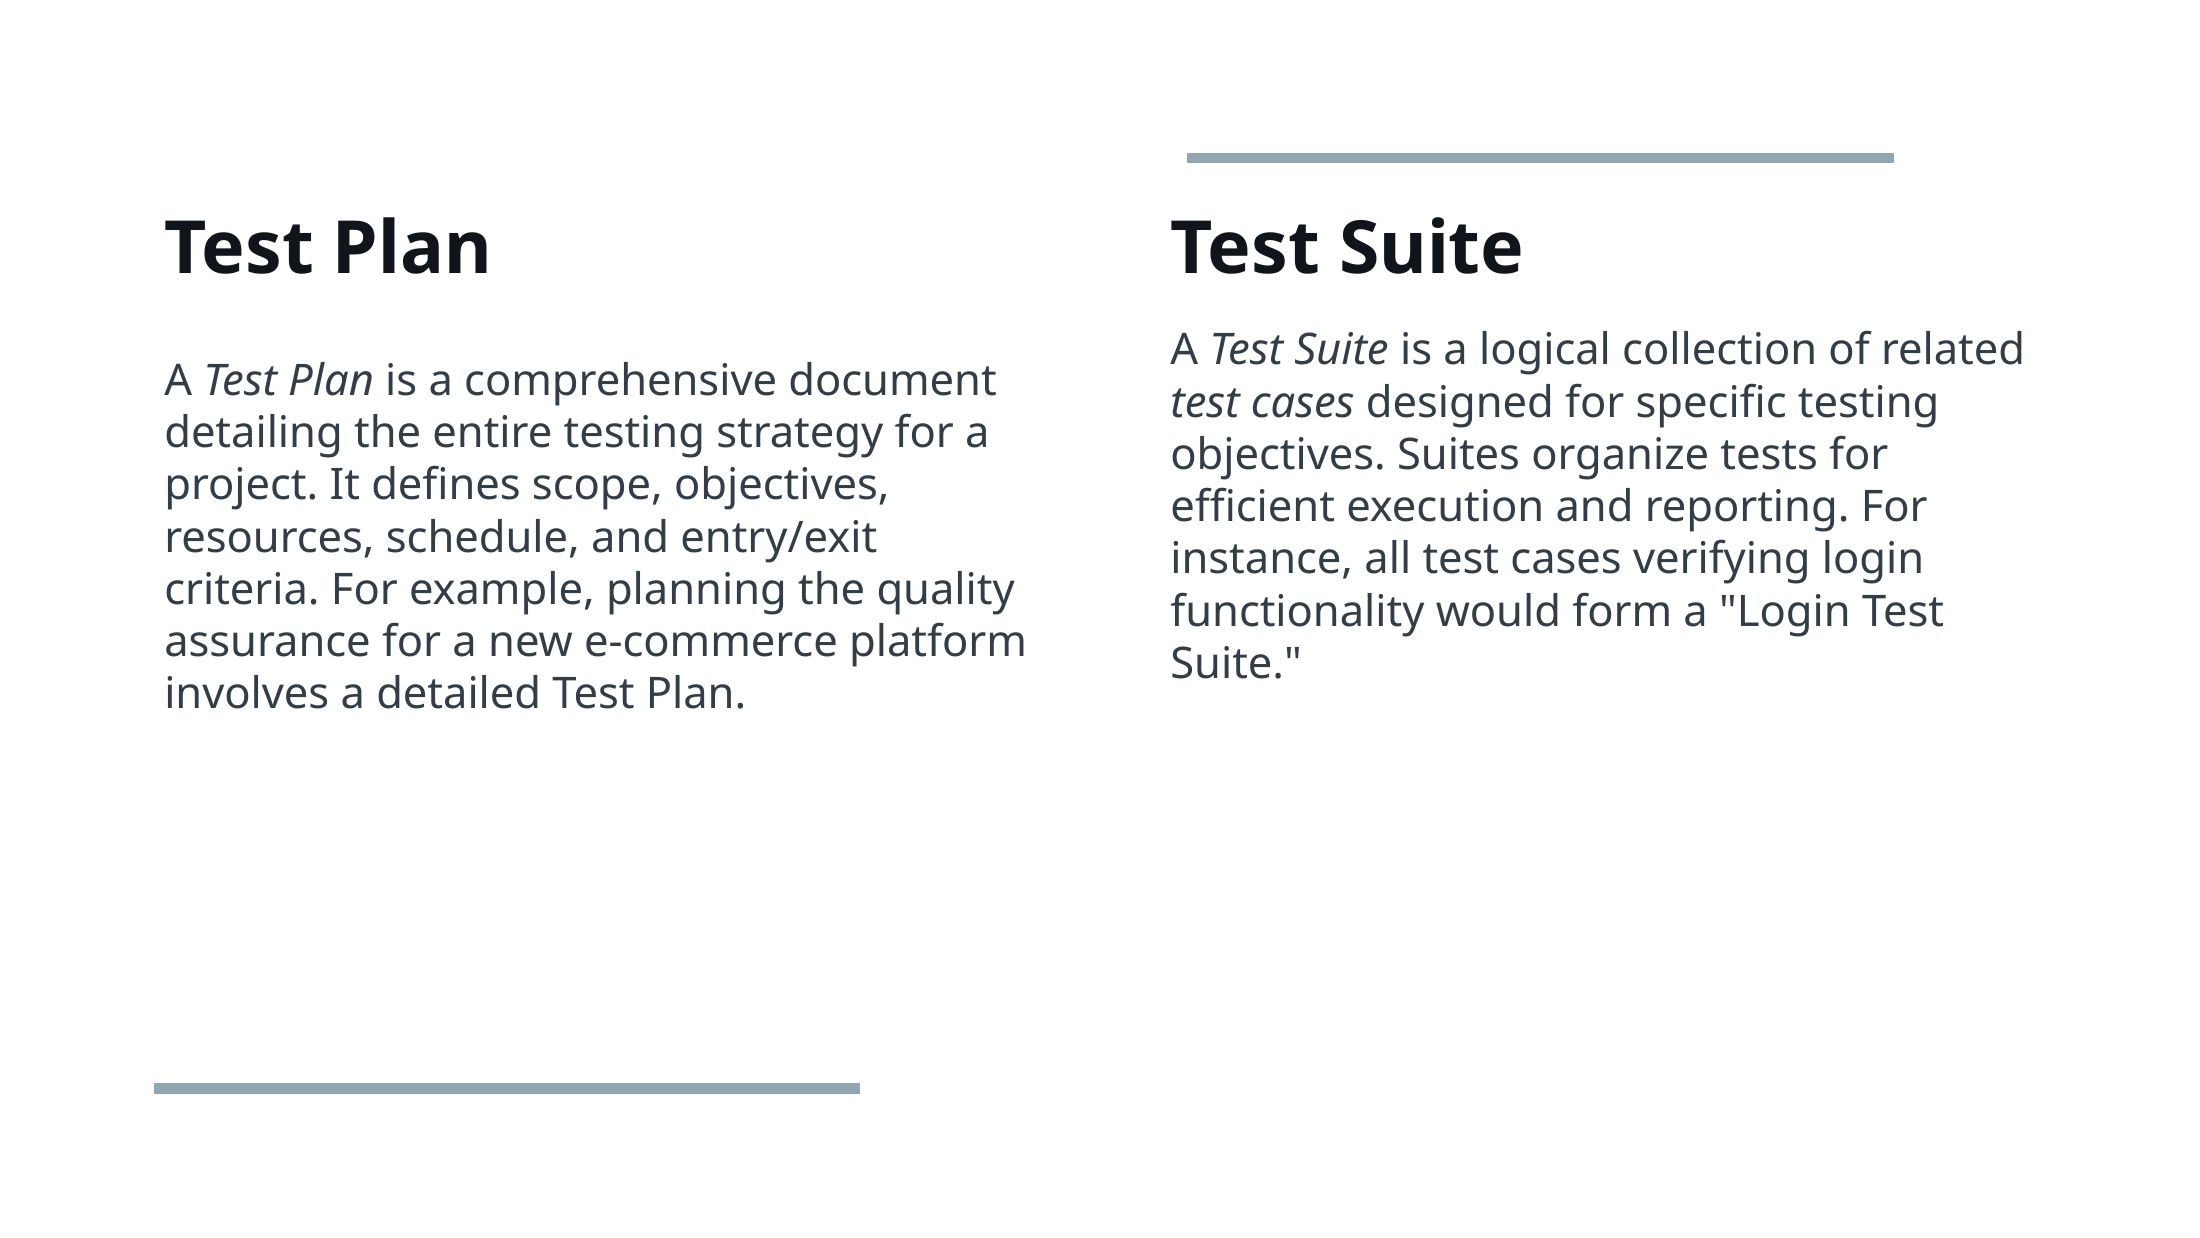 Test Plan
A Test Plan is a comprehensive document
detailing the entire testing strategy for a
project. It defines scope, objectives,
resources, schedule, and entry/exit
criteria. For example, planning the quality
assurance for a new e-commerce platform
involves a detailed Test Plan.
Test Suite
A Test Suite is a logical collection of related
test cases designed for specific testing
objectives. Suites organize tests for
efficient execution and reporting. For
instance, all test cases verifying login
functionality would form a "Login Test
Suite."